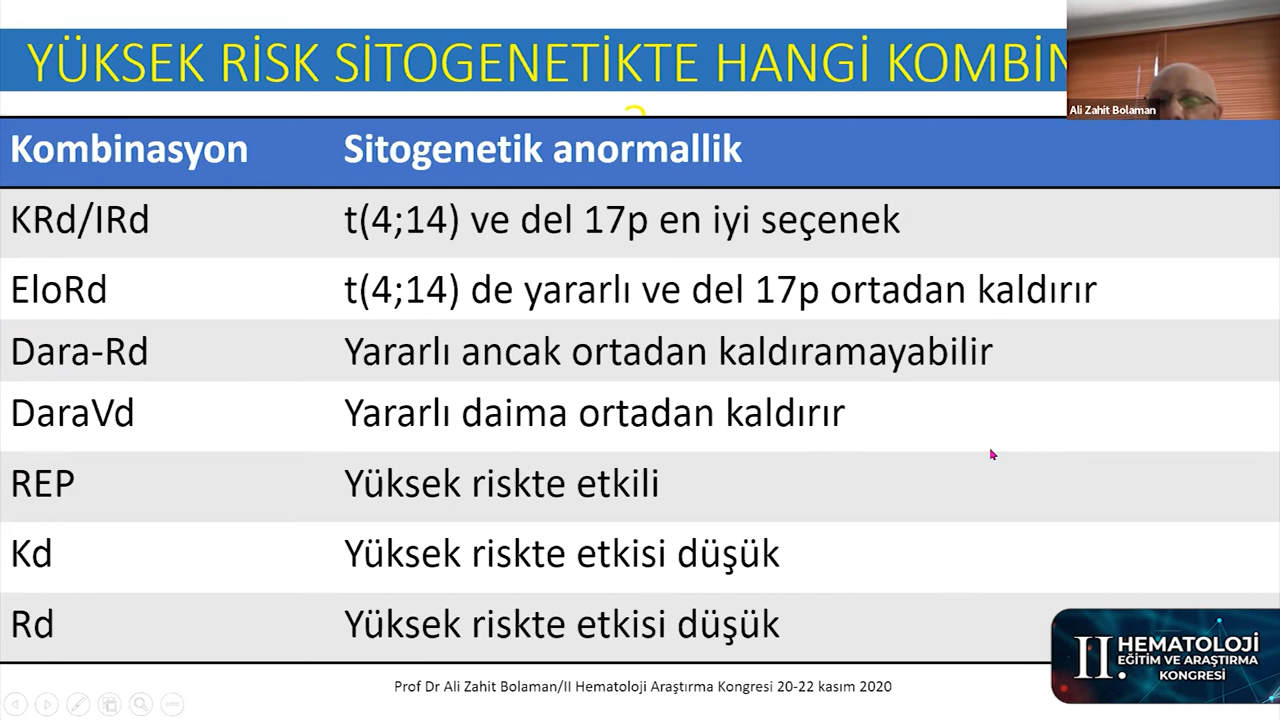 YÜKSEK RİSK SİTOGENETİKTE HANGİ
Ali Zahit Bolaman
Kombinasyon Sitogenetik anormallik
KRd/IRd t(4;14) ve del 17p en iyi seçenek
EloRd t(4;14) de yararlı ve del 17p ortadan kaldırır
Dara-Rd Yararlı ancak ortadan kaldıramayabilir
DaraVd Yararlı daima ortadan kaldırır
REP Yüksek riskte etkili
Kd Yüksek riskte etkisi düşük
Rd Yüksek riskte etkisi düşük
II. HEMATOLOJİ
EĞİTİM VE ARAŞTIRMA
KONGRESİ
Prof Dr Ali Zahit Bolaman/II Hematoloji Araştırma Kongresi 20-22 kasım 2020